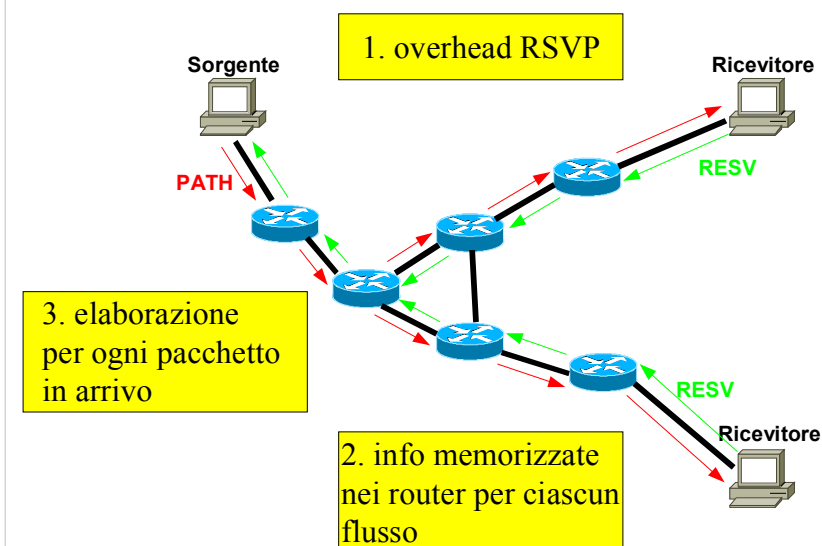 1. overhead RSVP
Sorgente
Ricevitore
PATH
RESV
3. elaborazione
per ogni pacchetto
in arrivo
RESV
Ricevitore
2. info memorizzate
nei router per ciascun
flusso